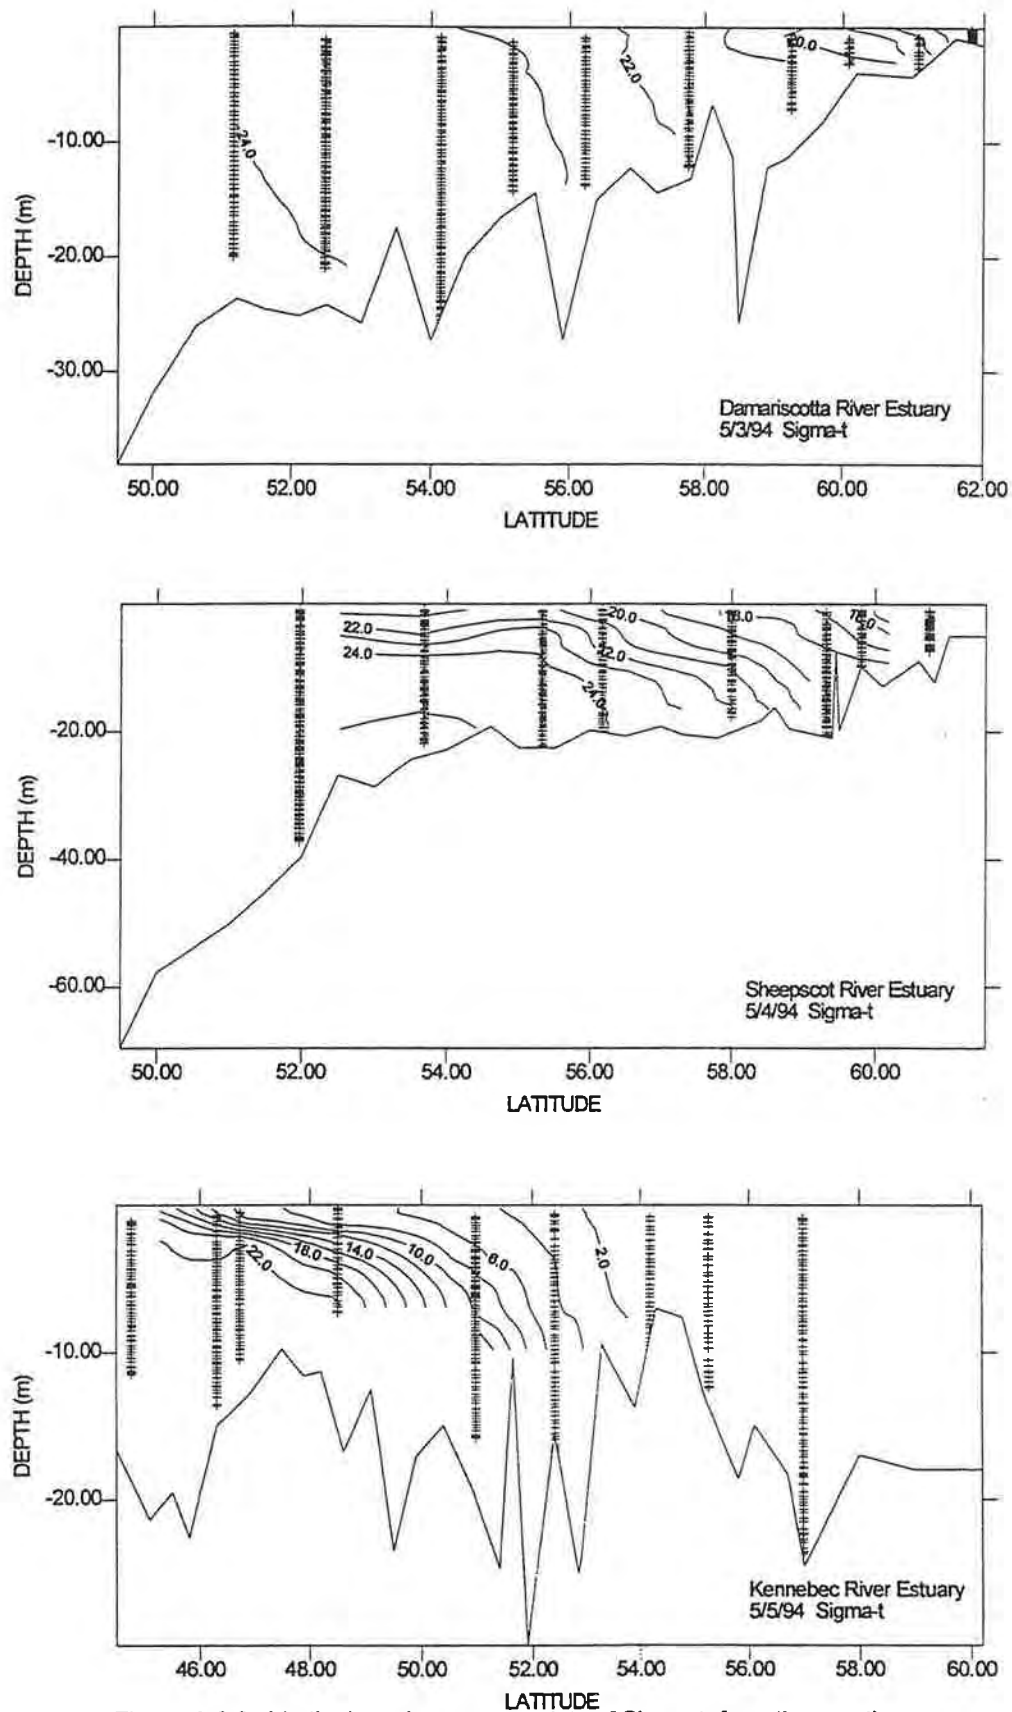 24.0
22.0
20.0
-10.00
-20.00
-30.00
DEPTH (m)
Damariscotta River Estuary
5/3/94 Sigma-t
50.00 52.00 54.00 56.00 58.00 60.00 62.00
LATITUDE
22.0
24.0
20.0
22.0
24.0
18.0
-20.00
-40.00
-60.00
DEPTH (m)
Sheepscot River Estuary
5/4/94 Sigma-t
50.00 52.00 54.00 56.00 58.00 60.00
LATITUDE
22.0
18.0
14.0
10.0
6.0
2.0
-10.00
-20.00
DEPTH (m)
Kennebec River Estuary
5/5/94 Sigma-t
46.00 48.00 50.00 52.00 54.00 56.00 58.00 60.00
LATITUDE